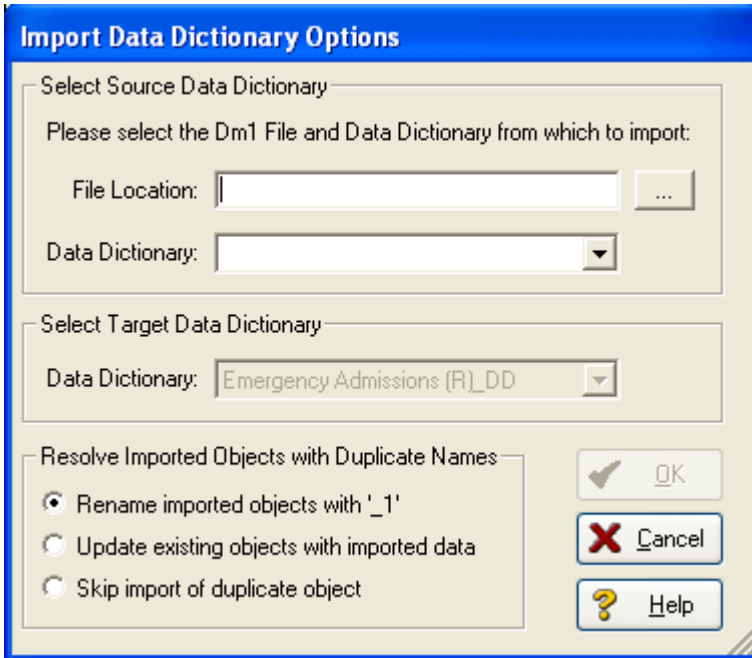 Import Data Dictionary Options
Select Source Data Dictionary
Please select the Dm1 File and Data Dictionary from which to import:
File Location:
...
Data Dictionary:
Select Target Data Dictionary
Data Dictionary: Emergency Admissions (R)_DD
Resolve Imported Objects with Duplicate Names
Rename imported objects with '_1'
Update existing objects with imported data
Skip import of duplicate object
OK
Cancel
Help